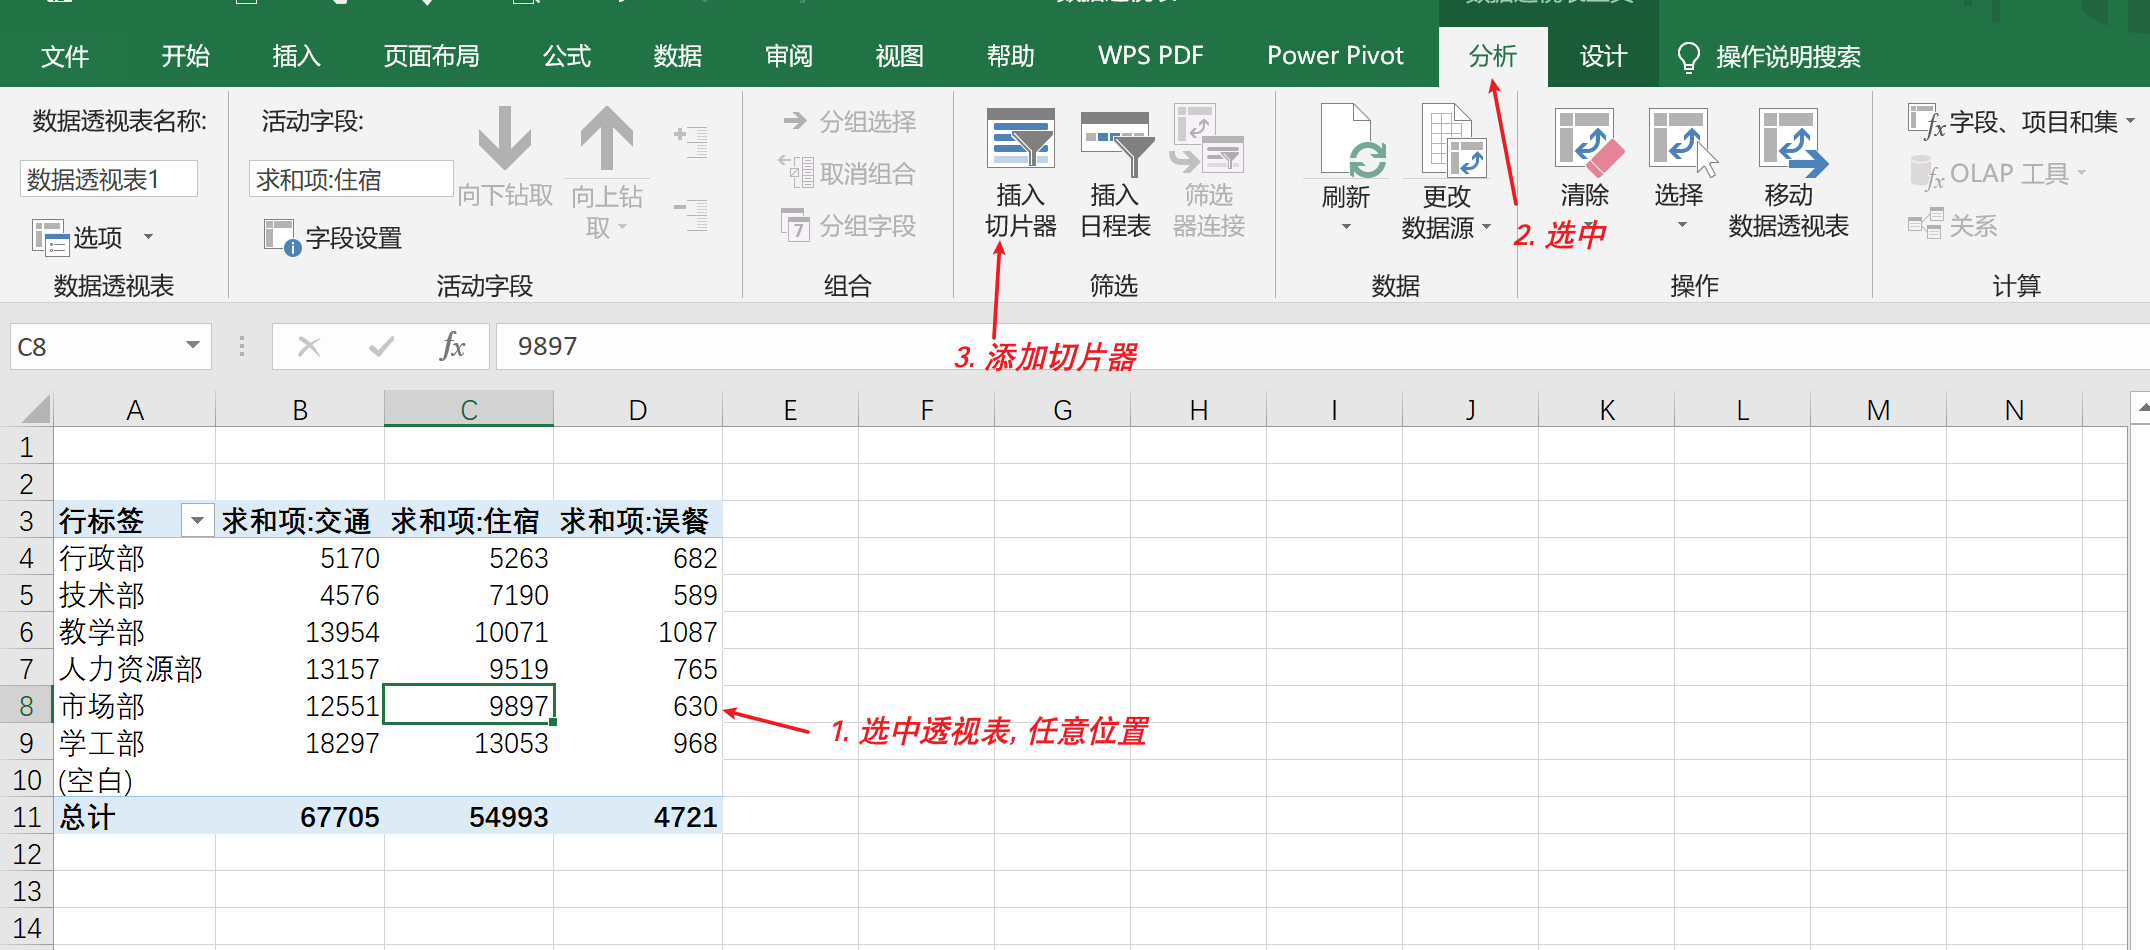 文件 开始 插入 页面布局 公式 数据 审阅 视图 帮助 WPS PDF Power Pivot 分析 设计 操作说明搜索
数据透视表名称:
数据透视表1
选项
数据透视表
活动字段:
求和项:住宿
字段设置
向下钻取
向上钻
取
活动字段
分组选择
取消组合
7 分组字段
组合
插入
切片器
插入
日程表
筛选
器连接
筛选
刷新
更改
数据源
数据
清除
选择
移动
数据透视表
操作
fx 字段、项目和集
fx OLAP 工具
关系
计算
2. 选中
3. 添加切片器
C8 fx 9897
A B C D E F G H I J K L M N
1
2
3 行标签 求和项:交通 求和项:住宿 求和项:误餐
4 行政部 5170 5263 682
5 技术部 4576 7190 589
6 教学部 13954 10071 1087
7 人力资源部 13157 9519 765
8 市场部 12551 9897 630
1. 选中透视表, 任意位置
9 学工部 18297 13053 968
10 (空白)
11 总计 67705 54993 4721
12
13
14